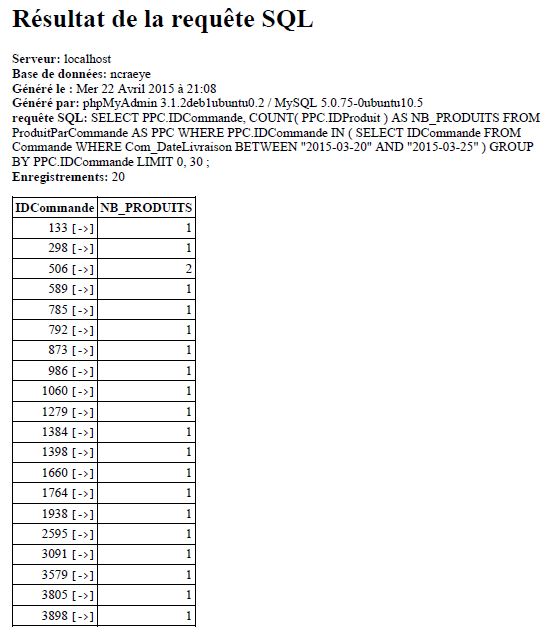 Résultat de la requête SQL
Serveur: localhost
Base de données: ncraeye
Généré le : Mer 22 Avril 2015 à 21:08
Généré par: phpMyAdmin 3.1.2deb1ubuntu0.2 / MySQL 5.0.75-0ubuntu10.5
requête SQL: SELECT PPC.IDCommande, COUNT( PPC.IDProduit ) AS NB_PRODUITS FROM
ProduitParCommande AS PPC WHERE PPC.IDCommande IN ( SELECT IDCommande FROM
Commande WHERE Com_DateLivraison BETWEEN "2015-03-20" AND "2015-03-25" ) GROUP
BY PPC.IDCommande LIMIT 0, 30 ;
Enregistrements: 20
IDCommande NB_PRODUITS
133 [->] 1
298 [->] 1
506 [->] 2
589 [->] 1
785 [->] 1
792 [->] 1
873 [->] 1
986 [->] 1
1060 [->] 1
1279 [->] 1
1384 [->] 1
1398 [->] 1
1660 [->] 1
1764 [->] 1
1938 [->] 1
2595 [->] 1
3091 [->] 1
3579 [->] 1
3805 [->] 1
3898 [->] 1